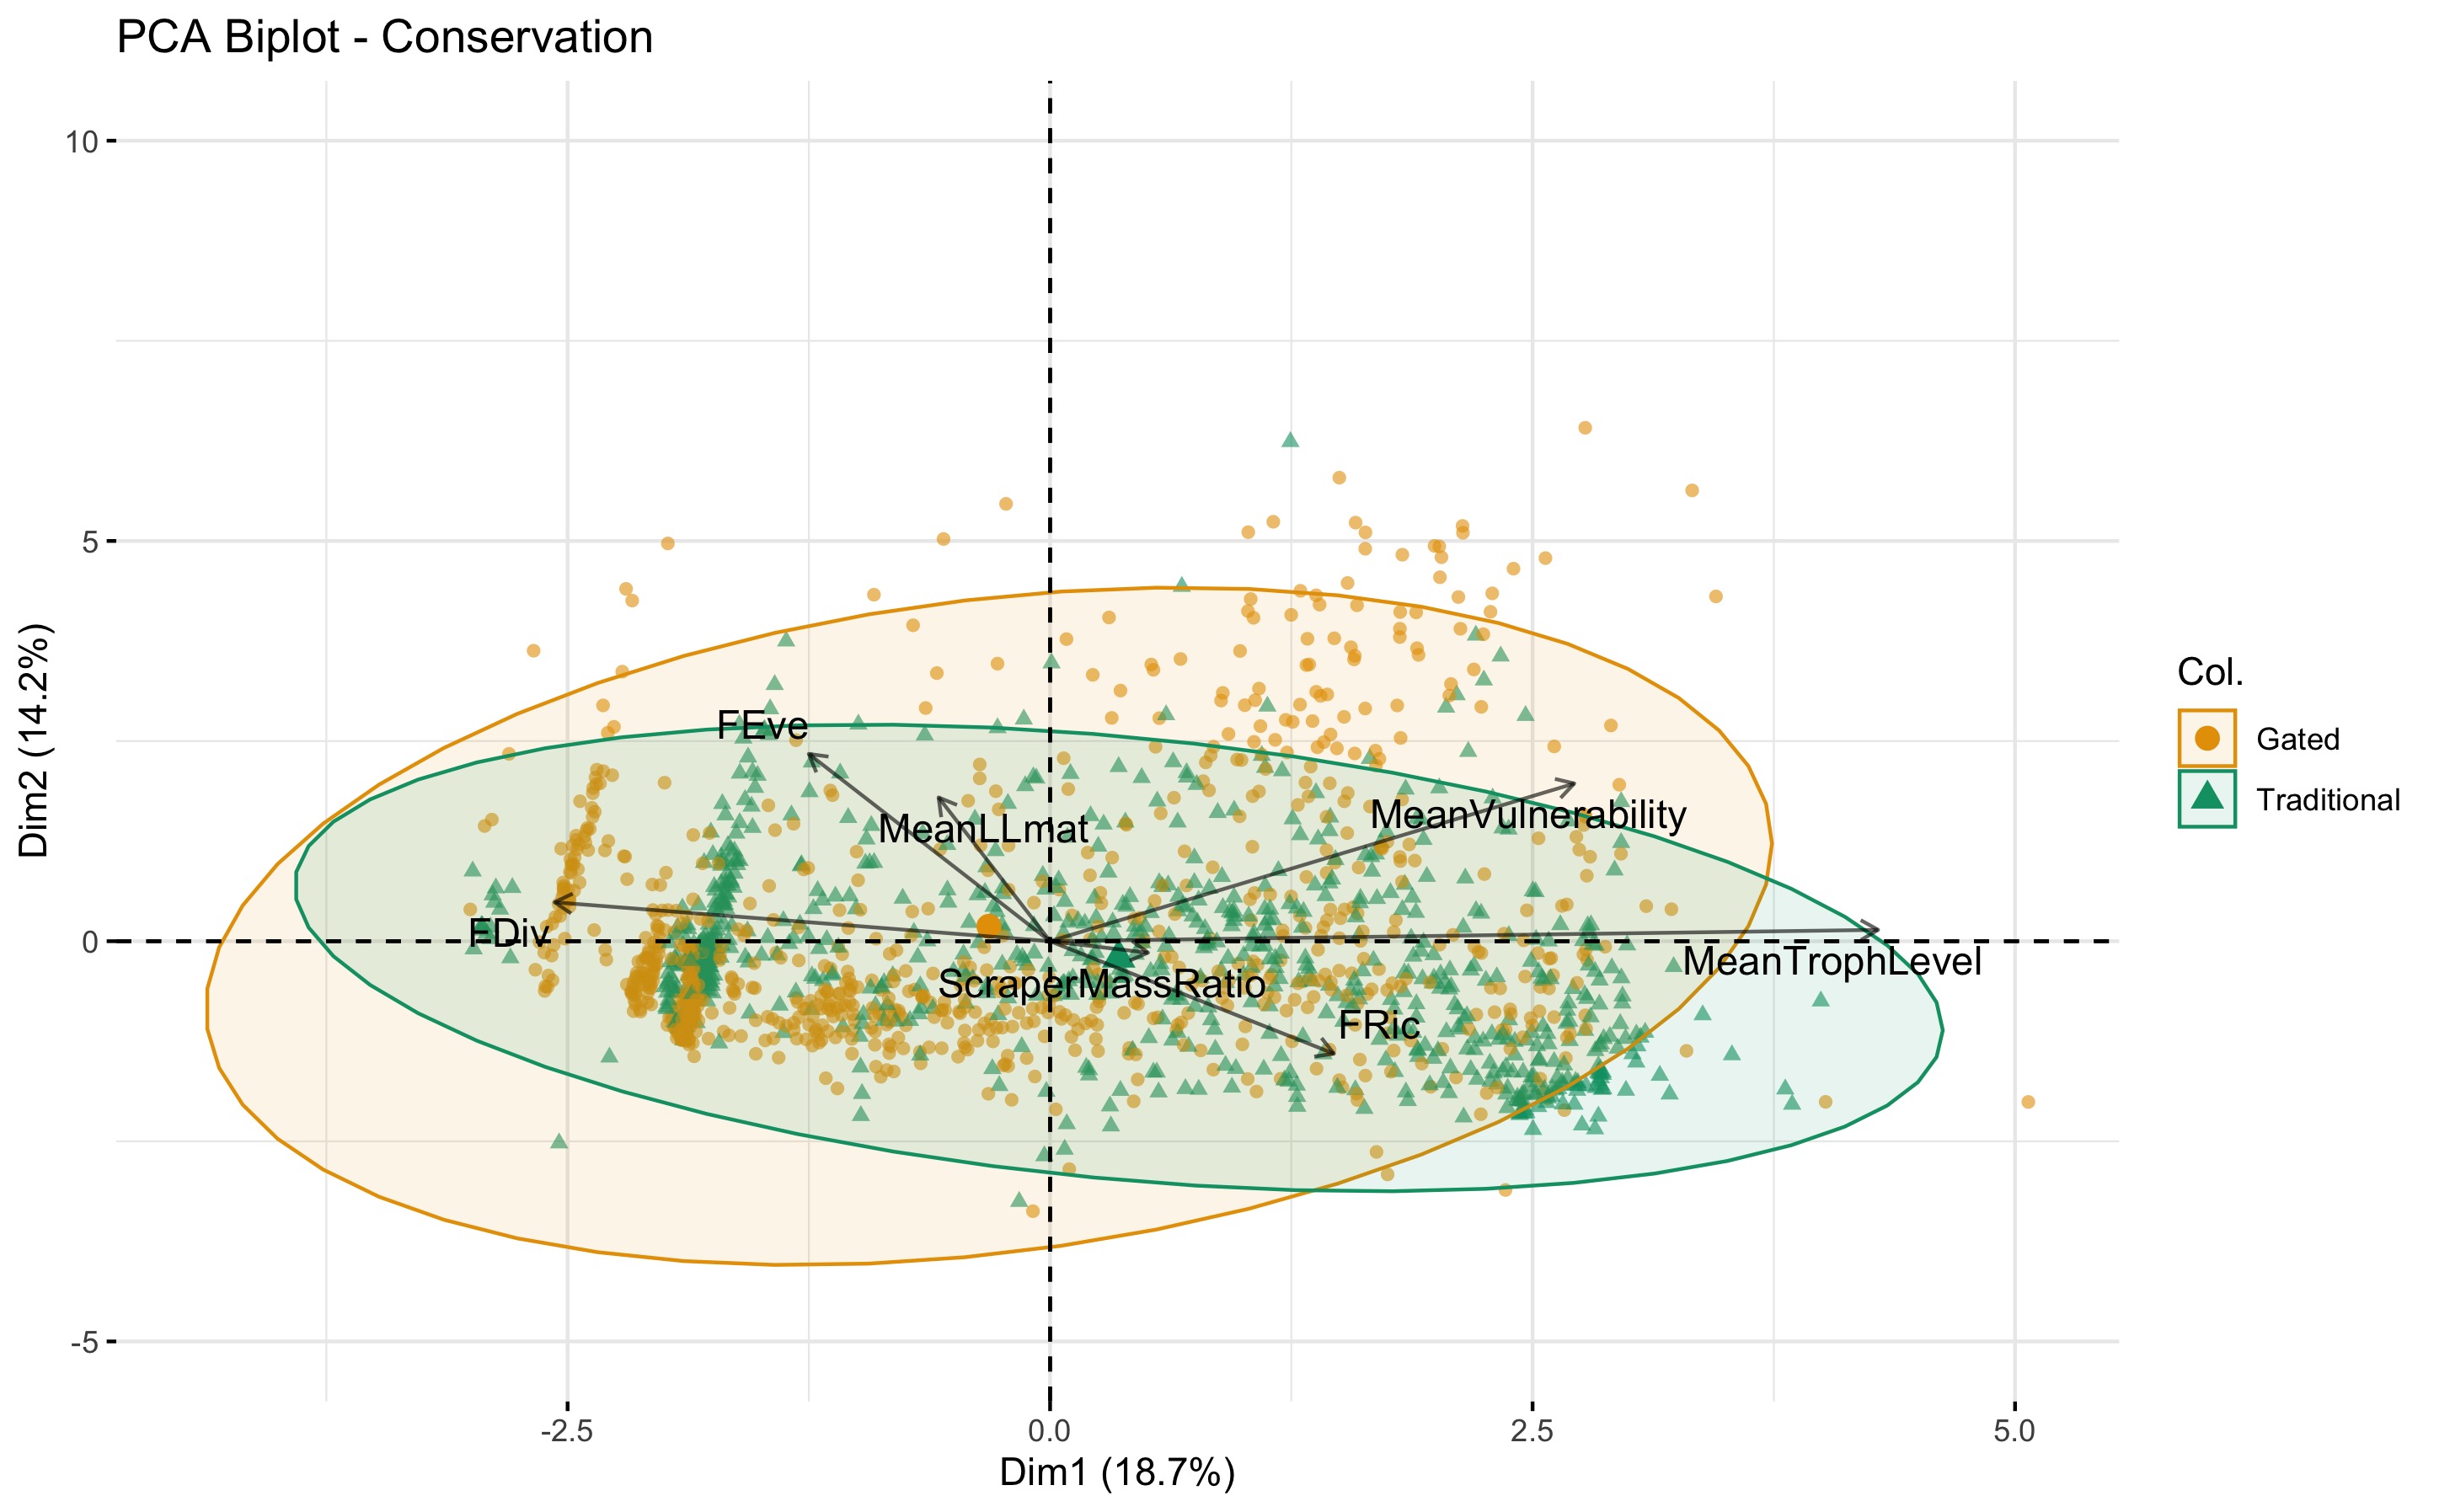 PCA Biplot - Conservation
10
5
0
-5
Dim2 (14.2%)
FEve
MeanLLmat
MeanVulnerability
FDiv
MeanTrophLevel
ScraperMassRatio
FRic
-2.5
0.0
2.5
5.0
Dim1 (18.7%)
Col.
Gated
Traditional